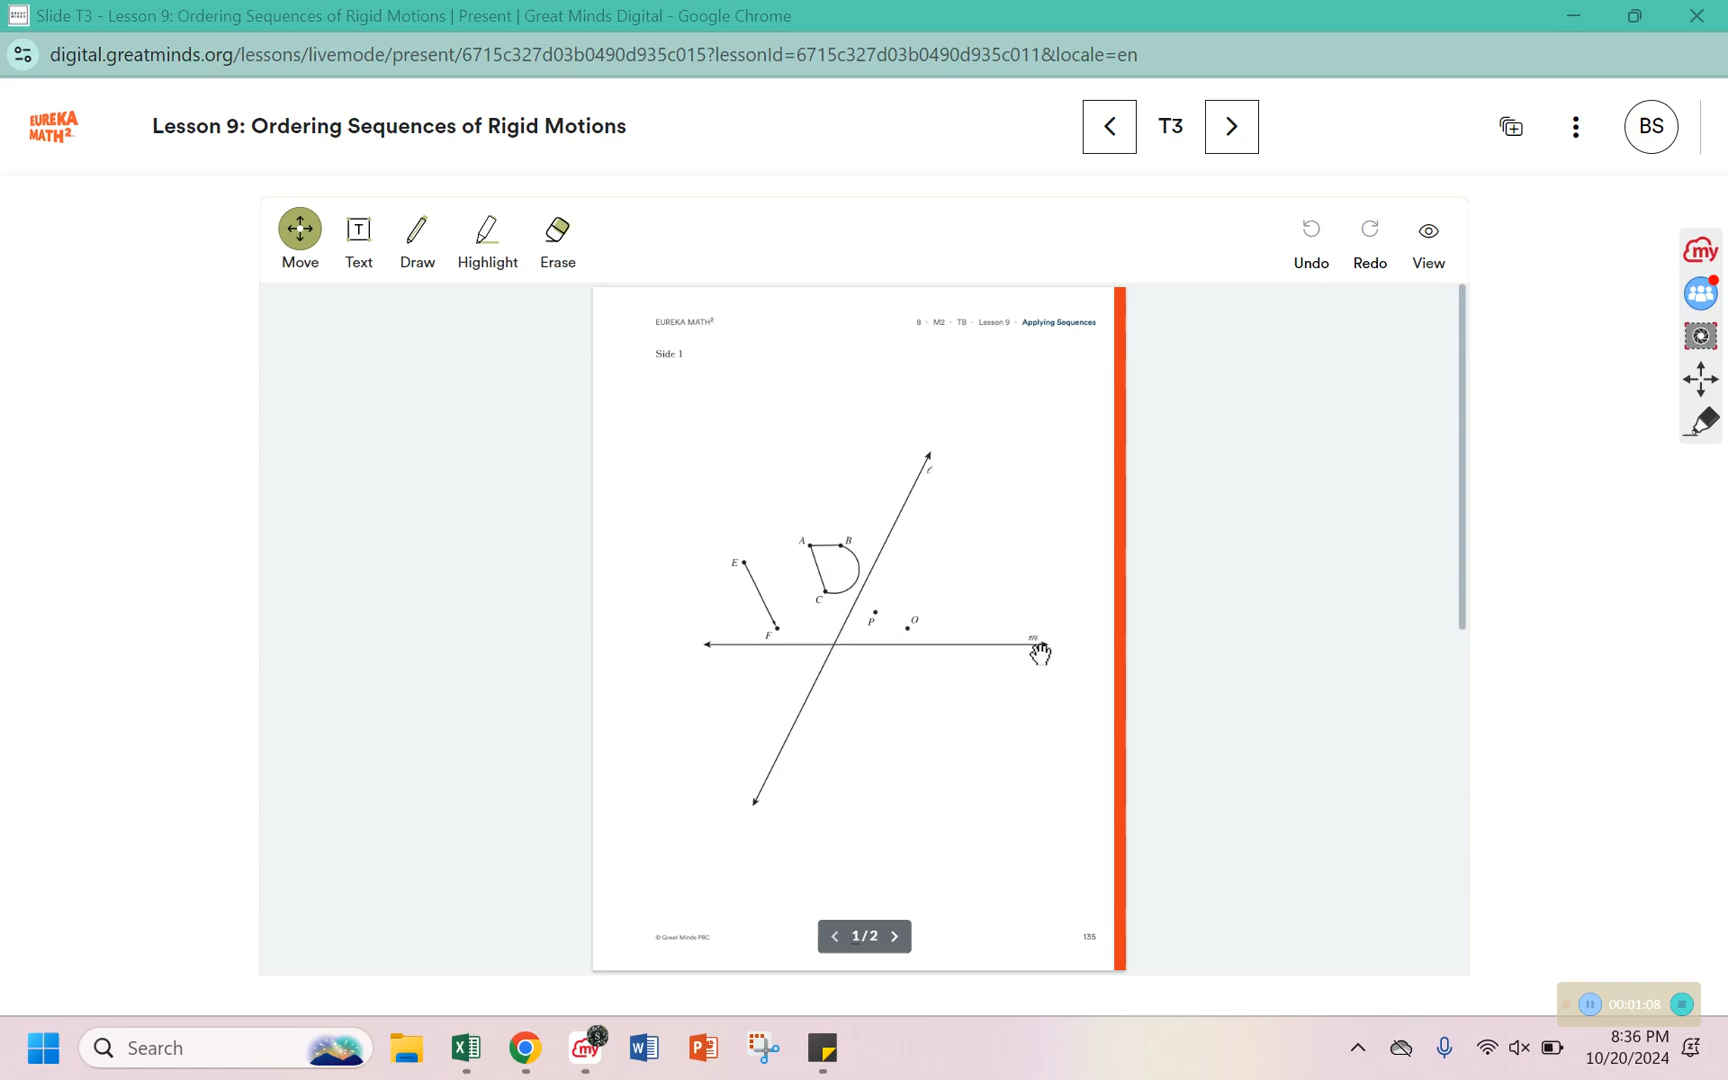 Slide T3 - Lesson 9: Ordering Sequences of Rigid Motions | Present | Great Minds Digital - Google Chrome
digital.greatminds.org/lessons/livemode/present/6715c327d03b0490d935c015?lessonId=6715c327d03b0490d935c011&locale=en
EUREKA
MATH²
Lesson 9: Ordering Sequences of Rigid Motions
T3
BS
Move
Text
Draw
Highlight
Erase
Undo
Redo
View
my
EUREKA MATH²
8 • M2 • TB • Lesson 9 • Applying Sequences
Side 1
ℓ
A
B
E
C
P
O
F
m
© Great Minds PBC
1/2
135
00:01:08
Search
my
S
8:36 PM
10/20/2024